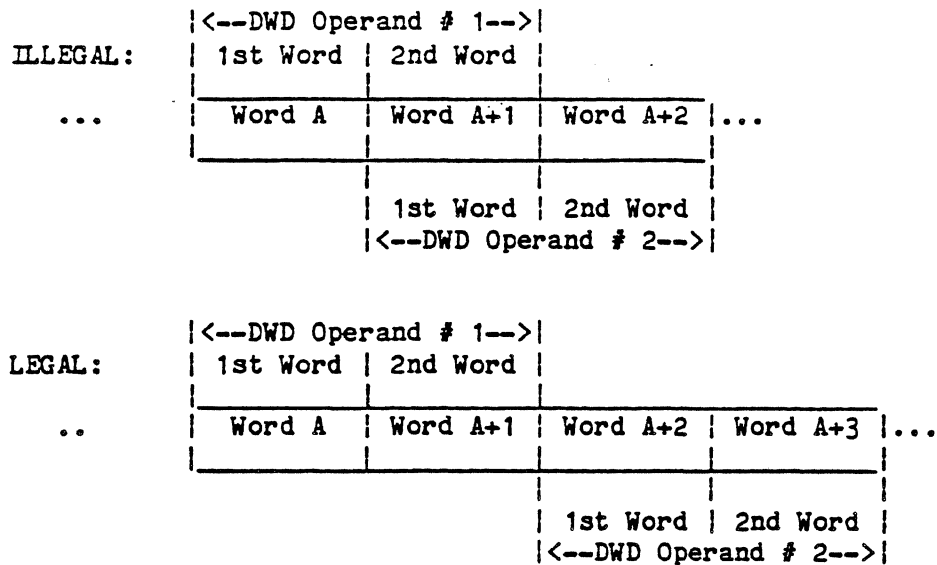 |<--DWD Operand # 1-->|
ILLEGAL: | 1st Word | 2nd Word |
... | Word A | Word A+1 | Word A+2 |...
| 1st Word | 2nd Word |
|<--DWD Operand # 2-->|
|<--DWD Operand # 1-->|
LEGAL: | 1st Word | 2nd Word |
.. | Word A | Word A+1 | Word A+2 | Word A+3 |...
| 1st Word | 2nd Word |
|<--DWD Operand # 2-->|